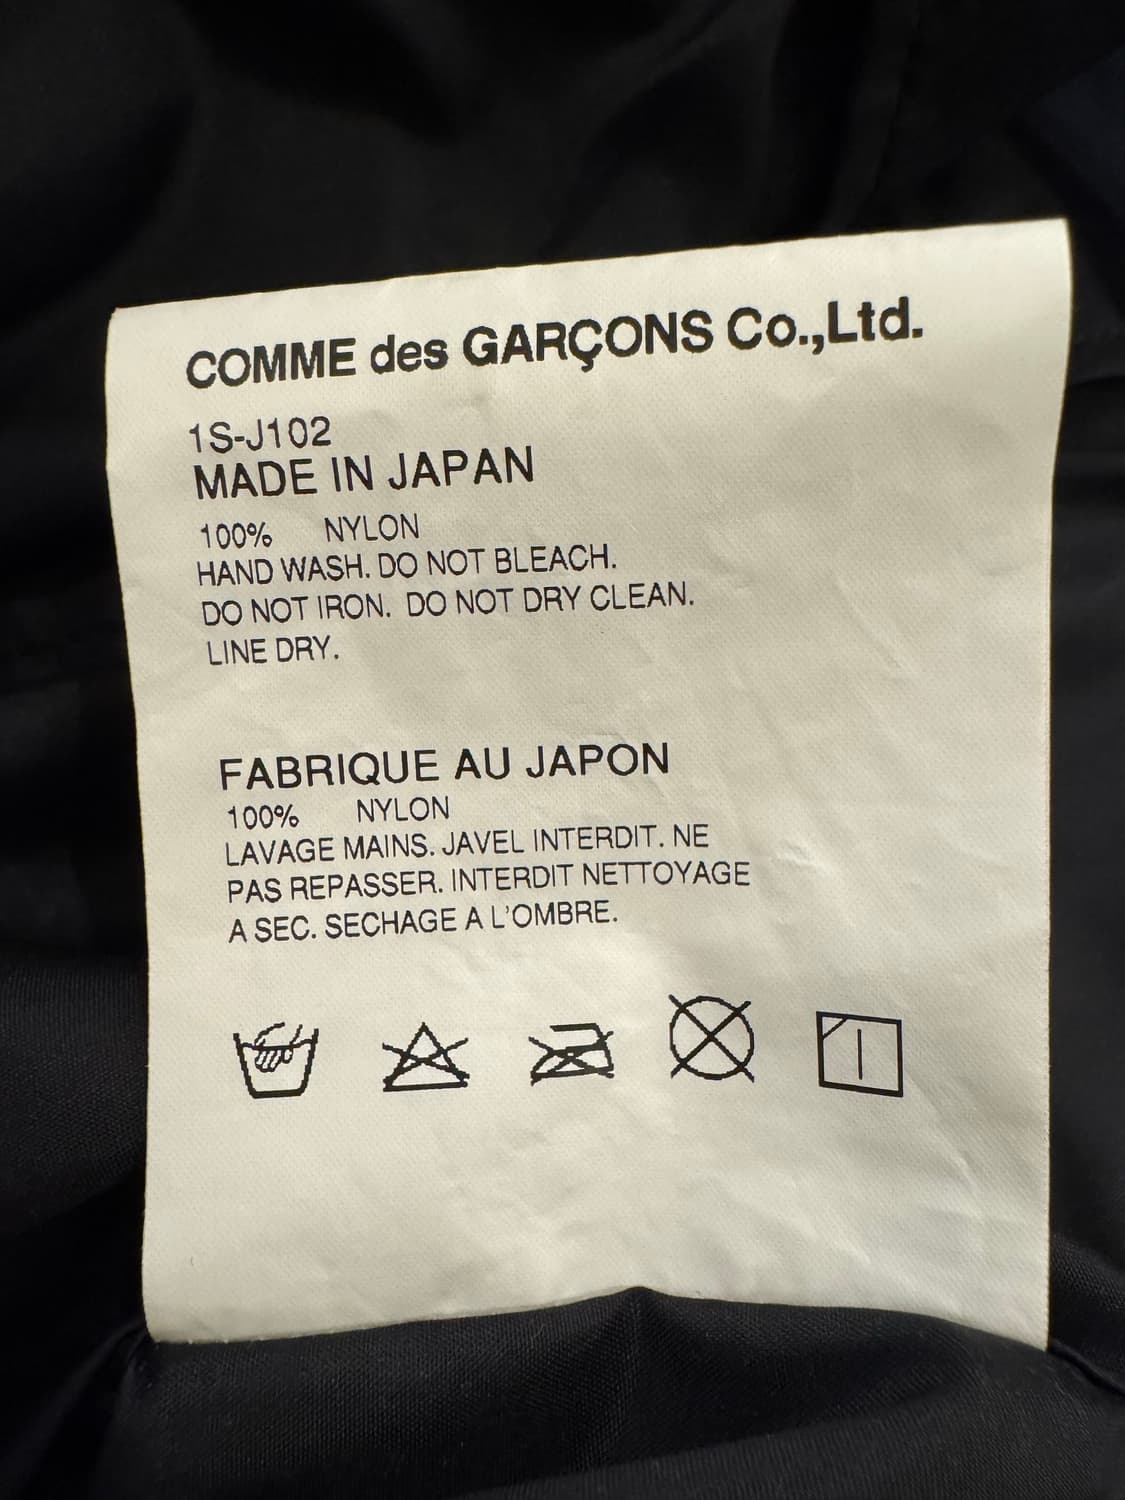 COMME des GARÇONS Co.,Ltd.
1S-J102
MADE IN JAPAN
100% NYLON
HAND WASH. DO NOT BLEACH.
DO NOT IRON. DO NOT DRY CLEAN.
LINE DRY.
FABRIQUE AU JAPON
100% NYLON
LAVAGE MAINS. JAVEL INTERDIT. NE
PAS REPASSER. INTERDIT NETTOYAGE
A SEC. SECHAGE A L'OMBRE.